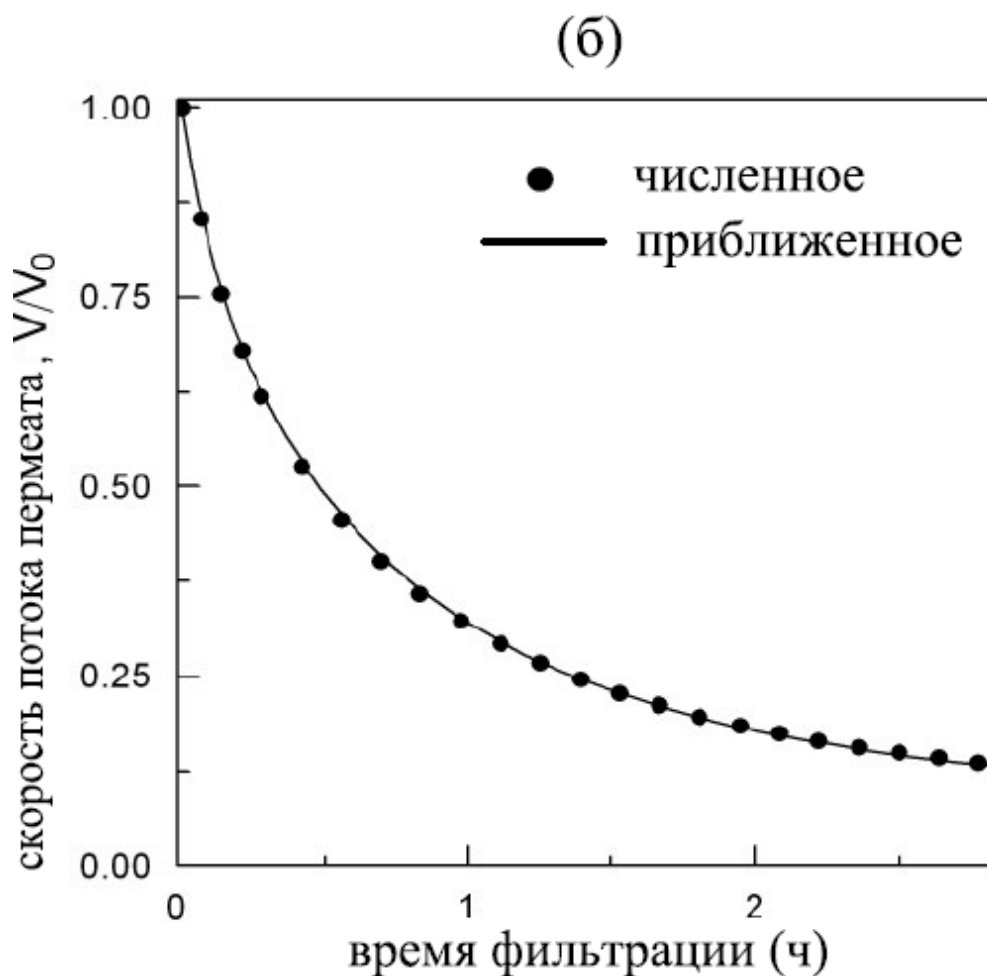 (б)
1.00
0.75
0.50
0.25
0.00
скорость потока пермеата, V/V₀
численное
приближенное
0
1
2
время фильтрации (ч)